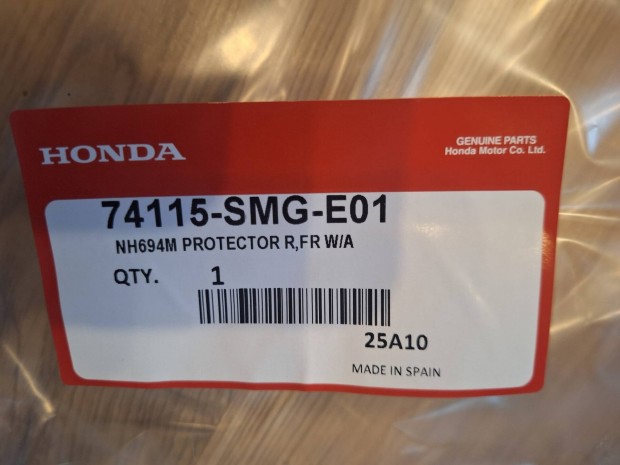 HONDA
GENUINE PARTS
Honda Motor Co. Ltd.
74115-SMG-E01
NH694M PROTECTOR R,FR W/A
QTY. 1
25A10
MADE IN SPAIN